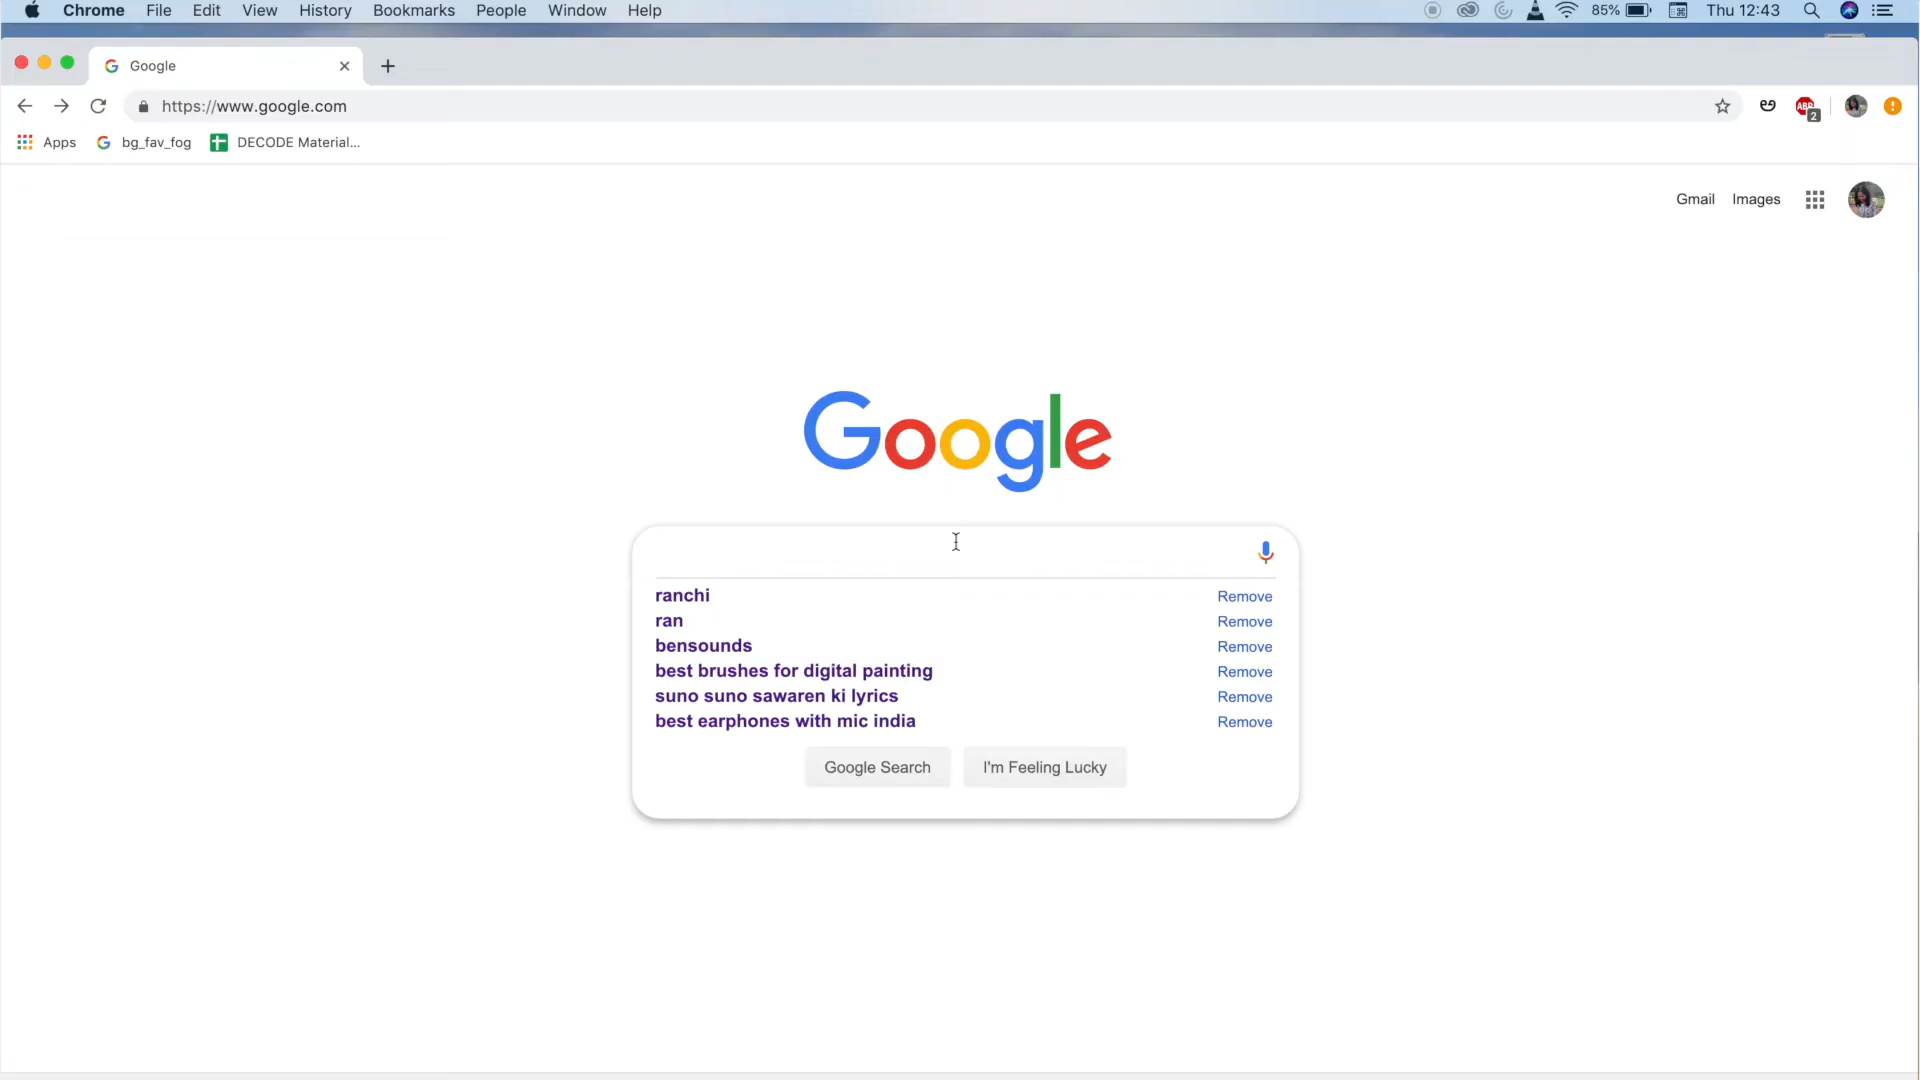 Chrome File Edit View History Bookmarks People Window Help 85% Thu 12:43
Google
https://www.google.com
ABP 2
Apps bg_fav_fog DECODE Material...
Gmail Images
Google
ranchi Remove
ran Remove
bensounds Remove
best brushes for digital painting Remove
suno suno sawaren ki lyrics Remove
best earphones with mic india Remove
Google Search I'm Feeling Lucky